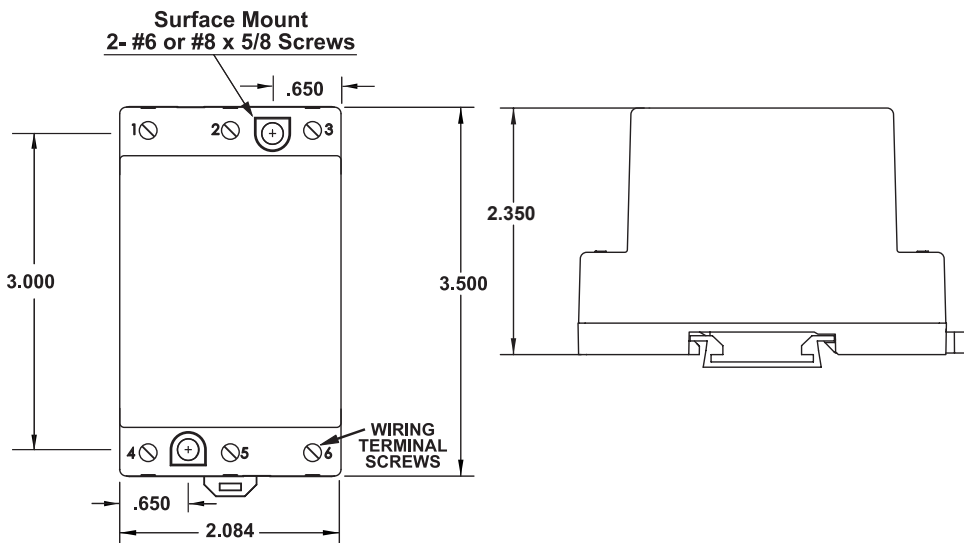 Surface Mount
2- #6 or #8 x 5/8 Screws
.650
1 2 3
2.350
3.000
3.500
4 5 6
WIRING
TERMINAL
SCREWS
.650
2.084